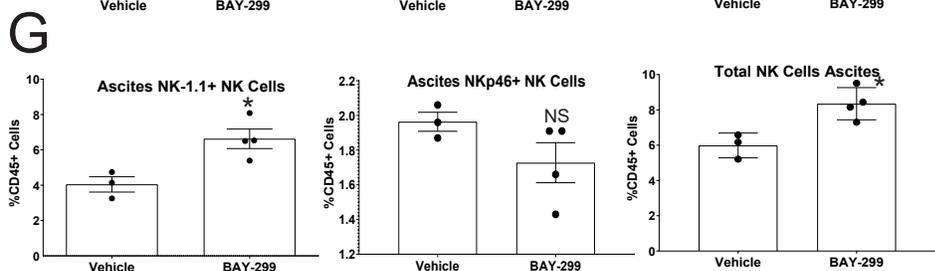 Vehicle BAY-299 Vehicle BAY-299 Vehicle BAY-299
G
Ascites NK-1.1+ NK Cells
%CD45+ Cells
10
8
6
4
2
0
*
Vehicle BAY-299
Ascites NKp46+ NK Cells
%CD45+ Cells
2.2
2.0
1.8
1.6
1.4
1.2
NS
Vehicle BAY-299
Total NK Cells Ascites
%CD45+ Cells
10
8
6
4
2
0
*
Vehicle BAY-299